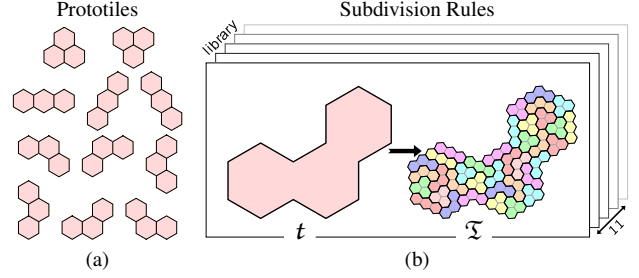 Prototiles
Subdivision Rules
library
t
𝔗
11
(a)
(b)